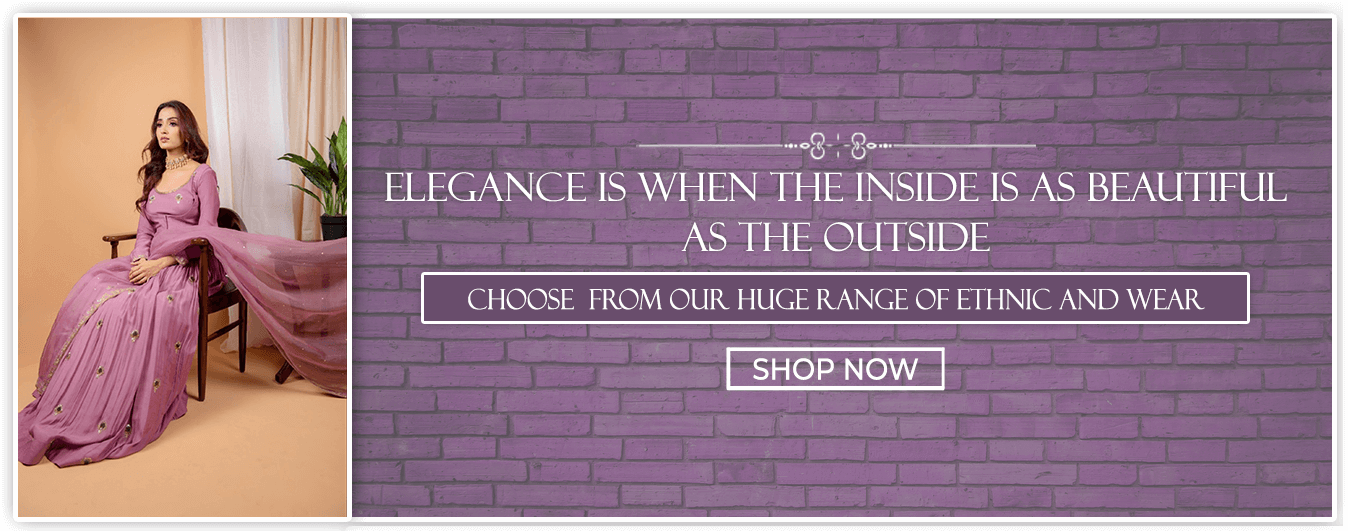 ELEGANCE IS WHEN THE INSIDE IS AS BEAUTIFUL
AS THE OUTSIDE
CHOOSE FROM OUR HUGE RANGE OF ETHNIC AND WEAR
SHOP NOW